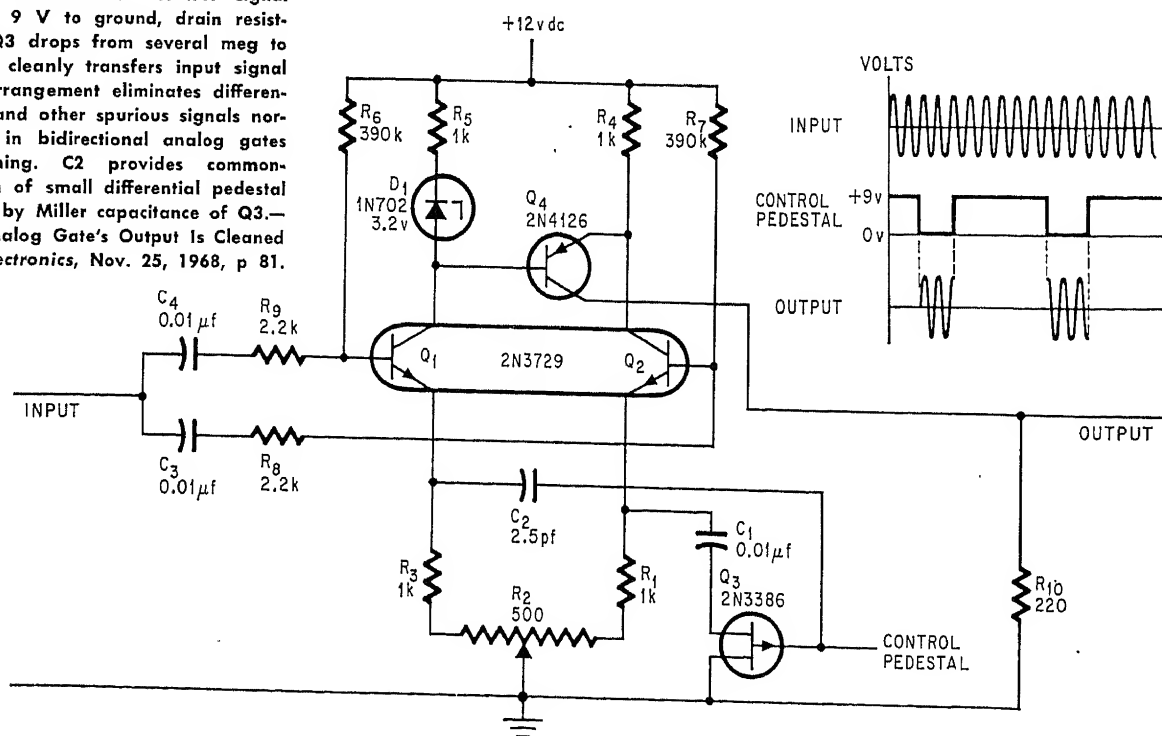 9 V to ground, drain resist-
Q3 drops from several meg to
cleanly transfers input signal
rrangement eliminates differen-
and other spurious signals nor-
in bidirectional analog gates
ning. C2 provides common-
of small differential pedestal
by Miller capacitance of Q3.—
nalog Gate's Output Is Cleaned
ectronics, Nov. 25, 1968, p 81.
+12vdc
R6
390k
R5
1k
R4
1k
R7
390k
D1
1N702
3.2v
Q4
2N4126
C4
0.01µf
R9
2.2k
Q1
2N3729
Q2
INPUT
C3
0.01µf
R8
2.2k
C2
2.5pf
C1
0.01µf
R3
1k
R2
500
R1
1k
Q3
2N3386
CONTROL
PEDESTAL
R10
220
OUTPUT
VOLTS
INPUT
CONTROL
PEDESTAL
+9v
0v
OUTPUT